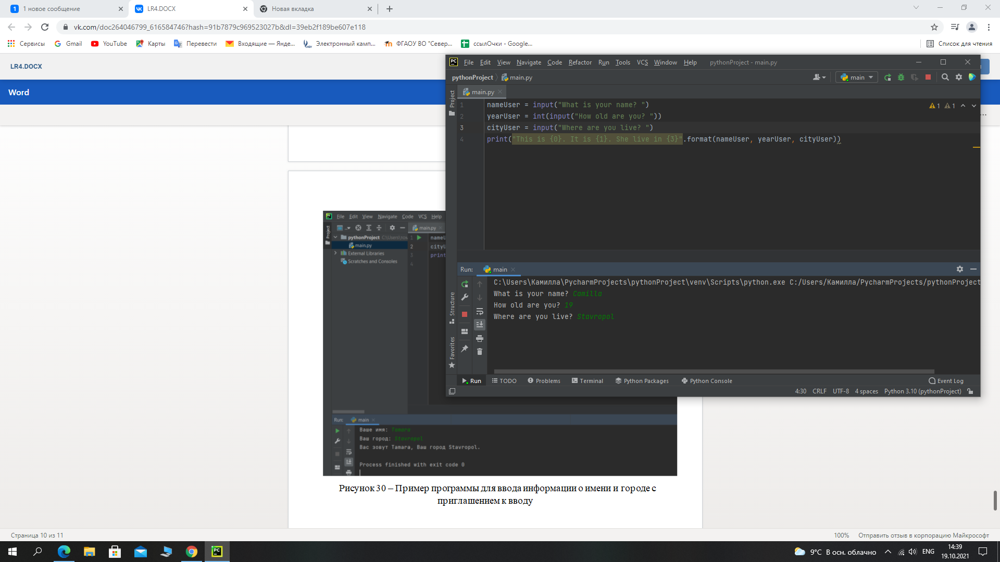 1 новое сообщение
LR4.DOCX
Новая вкладка
vk.com/doc264046799_616584746?hash=91b7879c969523027b&dl=39eb2f189be607e118
Сервисы
Gmail
YouTube
Карты
Перевести
Входящие — Янде...
Электронный камп...
ФГАОУ ВО "Север...
ссылОчки - Google...
Список для чтения
LR4.DOCX
Word
File Edit View Navigate Code Refactor Run Tools VCS Window Help pythonProject - main.py
pythonProject main.py
main
Project
main.py
1 nameUser = input("What is your name? ")
2 yearUser = int(input("How old are you? "))
3 cityUser = input("Where are you live? ")
4 print("This is {0}. It is {1}. She live in {3}".format(nameUser, yearUser, cityUser))
1 1
Run: main
C:\Users\Камилла\PycharmProjects\pythonProject\venv\Scripts\python.exe C:/Users/Камилла/PycharmProjects/pythonProject
What is your name? Camilla
How old are you? 19
Where are you live? Stavropol
Structure
Favorites
Run TODO Problems Terminal Python Packages Python Console Event Log
4:30 CRLF UTF-8 4 spaces Python 3.10 (pythonProject)
File Edit View Navigate Code VCS Help
Project
main.py
pythonProject C:\Users\ros
main.py
External Libraries
Scratches and Consoles
1 nameU
2 cityU
3 print
4
Run: main
Ваше имя: Tamara
Ваш город: Stavropol
Вас зовут Tamara, Ваш город Stavropol.
Process finished with exit code 0
Рисунок 30 – Пример программы для ввода информации о имени и городе с
приглашением к вводу
Страница 10 из 11
100% Отправить отзыв в корпорацию Майкрософт
9°C В осн. облачно
ENG
14:39
19.10.2021